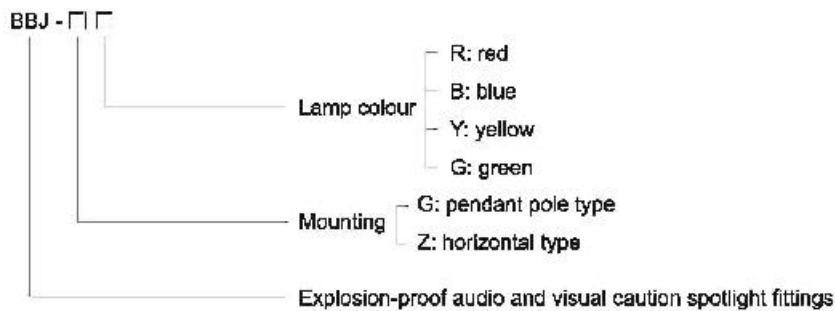 BBJ - □ □
R: red
B: blue
Lamp colour
Y: yellow
G: green
G: pendant pole type
Mounting
Z: horizontal type
Explosion-proof audio and visual caution spotlight fittings